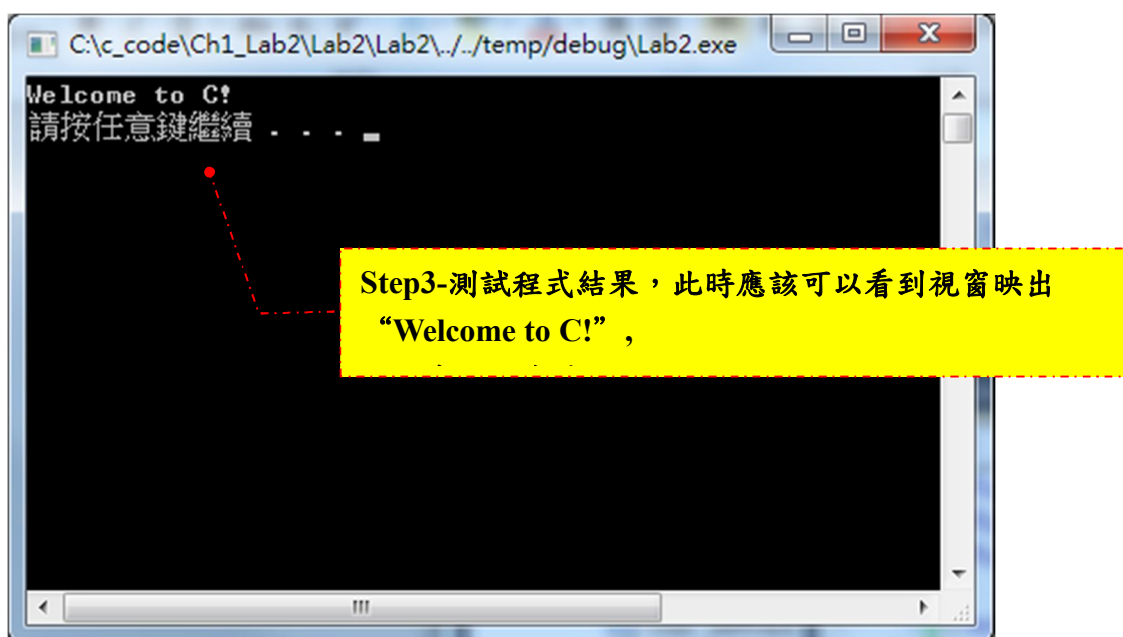 C:\c_code\Ch1_Lab2\Lab2\Lab2\../../temp/debug\Lab2.exe
Welcome to C!
請按任意鍵繼續 . . . _
Step3-測試程式結果，此時應該可以看到視窗映出
“Welcome to C!”,